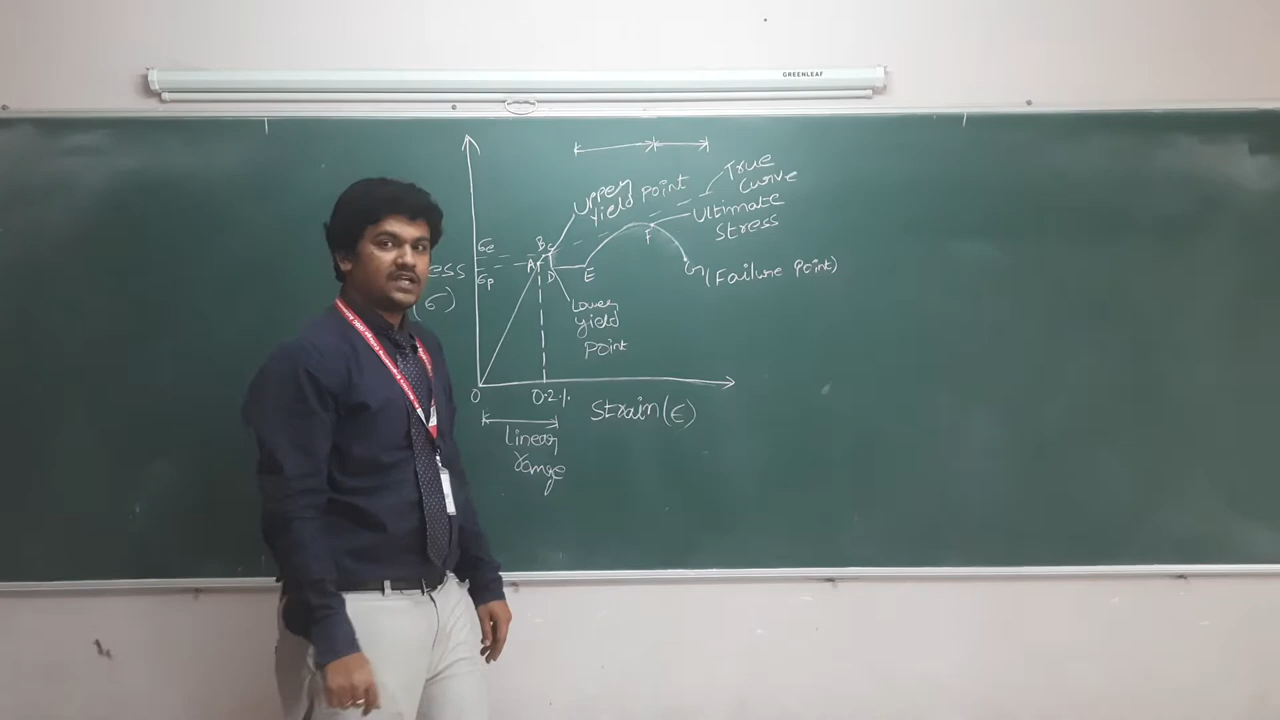 GREENLEAF
True
Curve
Upper
Yield Point
Ultimate
Stress
σe
B
C
F
ess
A
σp
D
E
G
(Failure Point)
(σ)
Lower
yield
Point
O
0.2%
Strain(ε)
Linear
range